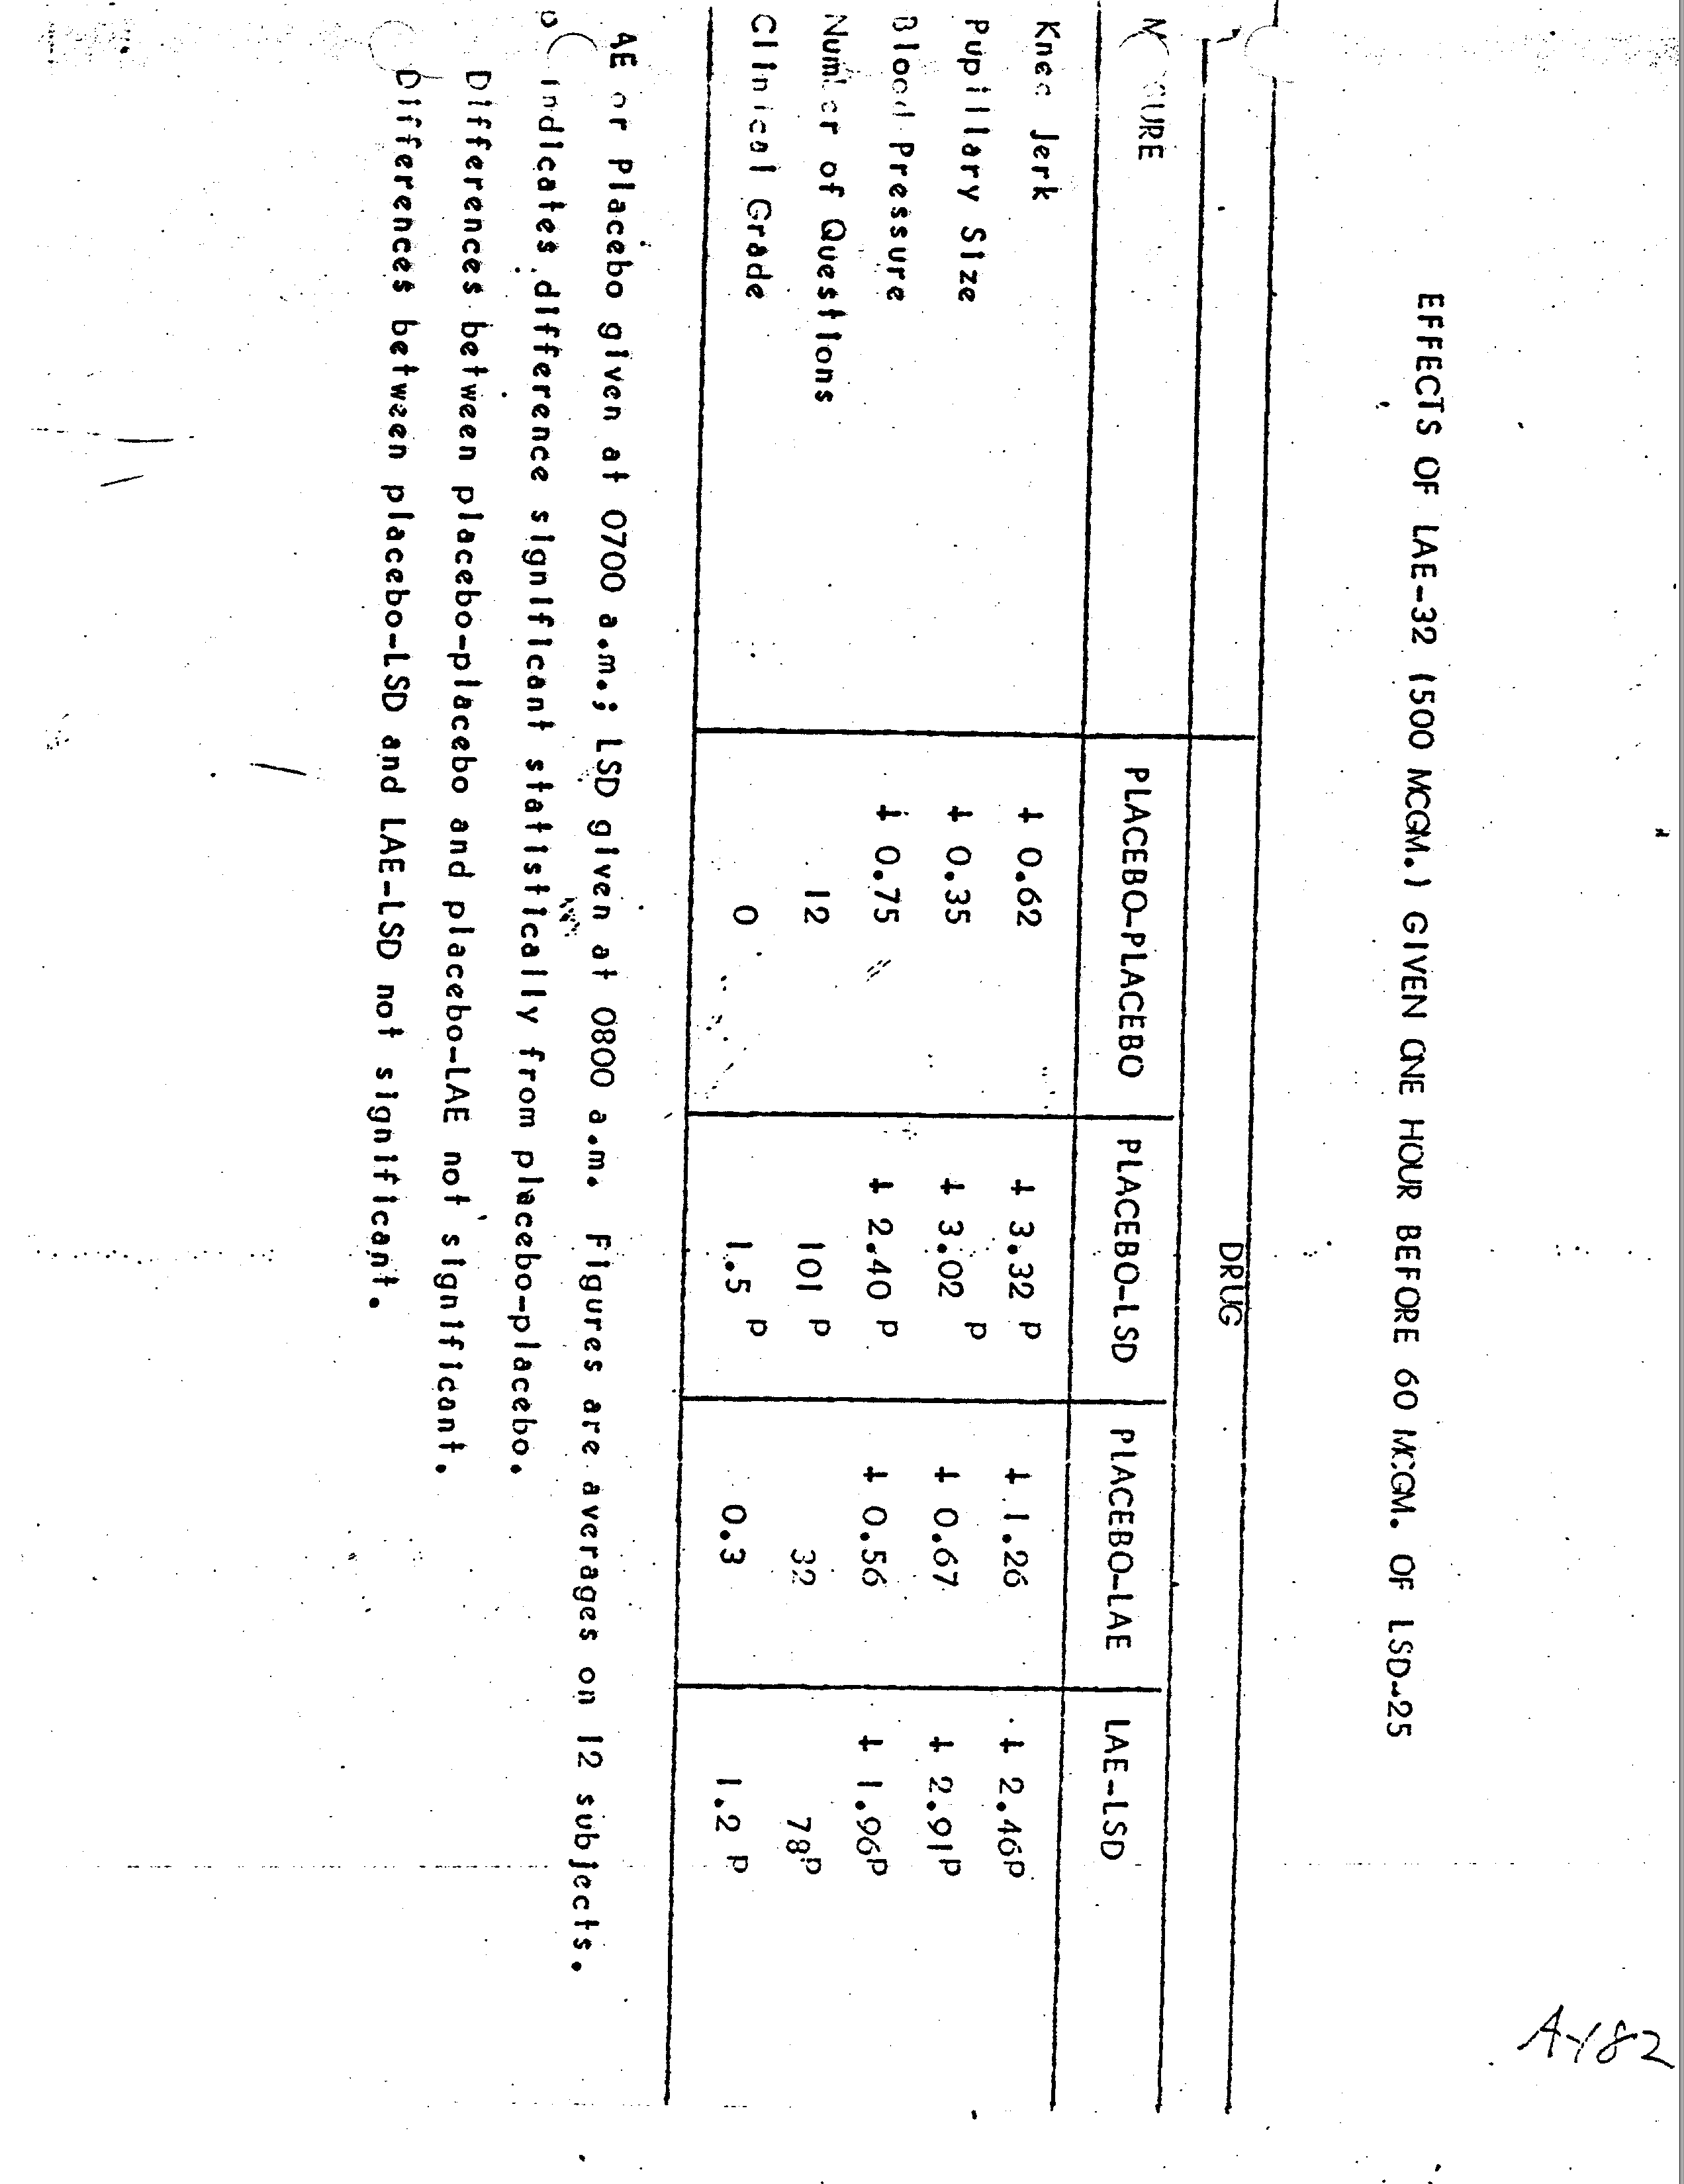 A-182
EFFECTS OF LAE-32 (500 MCGM.) GIVEN ONE HOUR BEFORE 60 MCGM. OF LSD-25
DRUG
PLACEBO-PLACEBO PLACEBO-LSD PLACEBO-LAE LAE-LSD
Knee Jerk + 0.62 + 3.32 p + 1.26 + 2.46p
Pupillary Size + 0.35 + 3.02 p + 0.67 + 2.91p
Blood Pressure + 0.75 + 2.40 p + 0.56 + 1.96p
Number of Questions 12 101 p 32 78p
Clinical Grade 0 1.5 p 0.3 1.2 p
AE or Placebo given at 0700 a.m.; LSD given at 0800 a.m. Figures are averages on 12 subjects.
p indicates difference significant statistically from placebo-placebo.
Differences between placebo-placebo and placebo-LAE not significant.
Differences between placebo-LSD and LAE-LSD not significant.